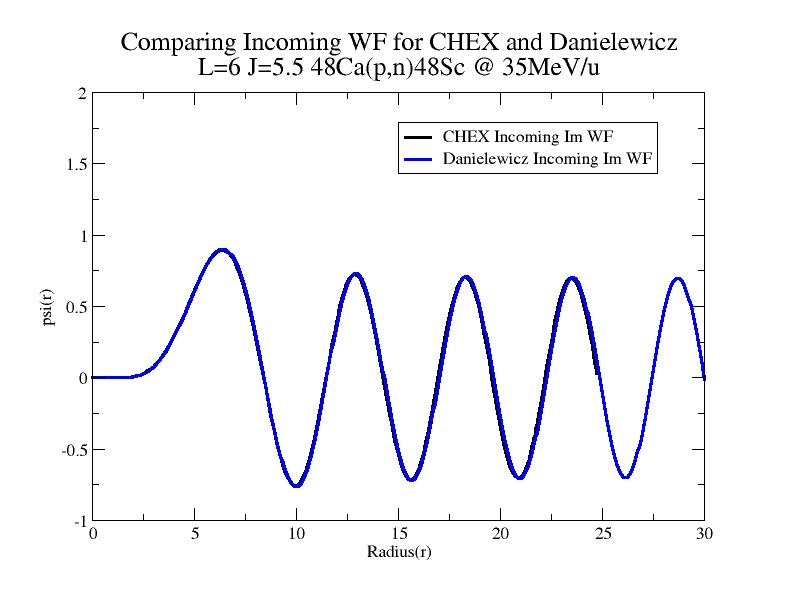 Comparing Incoming WF for CHEX and Danielewicz
L=6 J=5.5 48Ca(p,n)48Sc @ 35MeV/u
2
CHEX Incoming Im WF
Danielewicz Incoming Im WF
1.5
1
psi(r)
0.5
0
-0.5
-1
0 5 10 15 20 25 30
Radius(r)